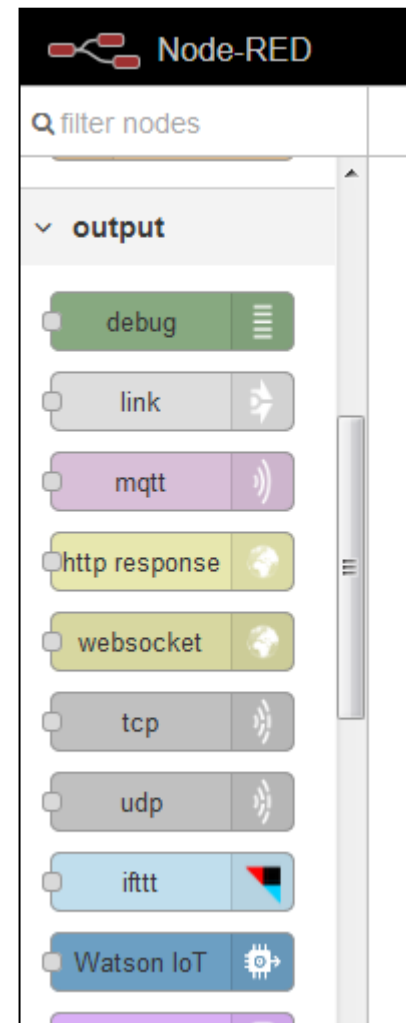 Node-RED
filter nodes
output
debug
link
mqtt
http response
websocket
tcp
udp
ifttt
Watson IoT